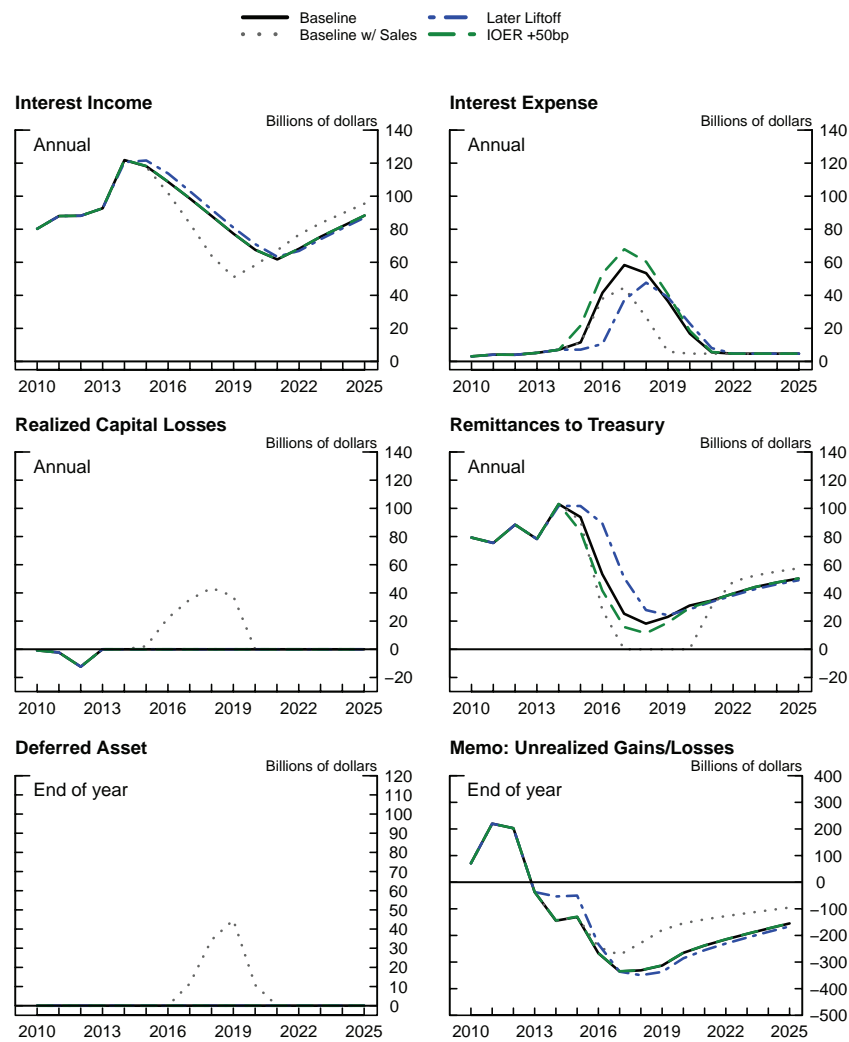 Baseline
Later Liftoff
Baseline w/ Sales
IOER +50bp
Interest Income
Billions of dollars
Annual
140
120
100
80
60
40
20
0
2010 2013 2016 2019 2022 2025
Interest Expense
Billions of dollars
Annual
140
120
100
80
60
40
20
0
2010 2013 2016 2019 2022 2025
Realized Capital Losses
Billions of dollars
Annual
140
120
100
80
60
40
20
0
−20
2010 2013 2016 2019 2022 2025
Remittances to Treasury
Billions of dollars
Annual
140
120
100
80
60
40
20
0
−20
2010 2013 2016 2019 2022 2025
Deferred Asset
Billions of dollars
End of year
120
110
100
90
80
70
60
50
40
30
20
10
0
2010 2013 2016 2019 2022 2025
Memo: Unrealized Gains/Losses
Billions of dollars
End of year
400
300
200
100
0
−100
−200
−300
−400
−500
2010 2013 2016 2019 2022 2025